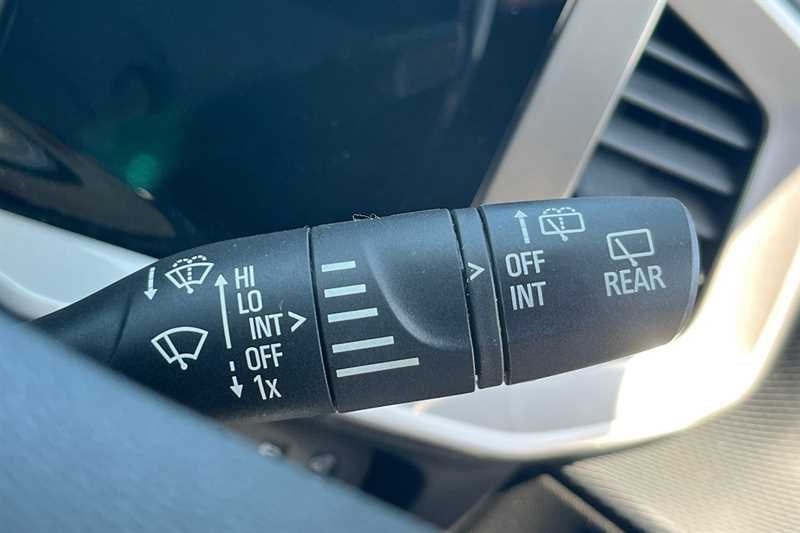 HI
LO
INT >
OFF
1x
>
OFF
INT
REAR